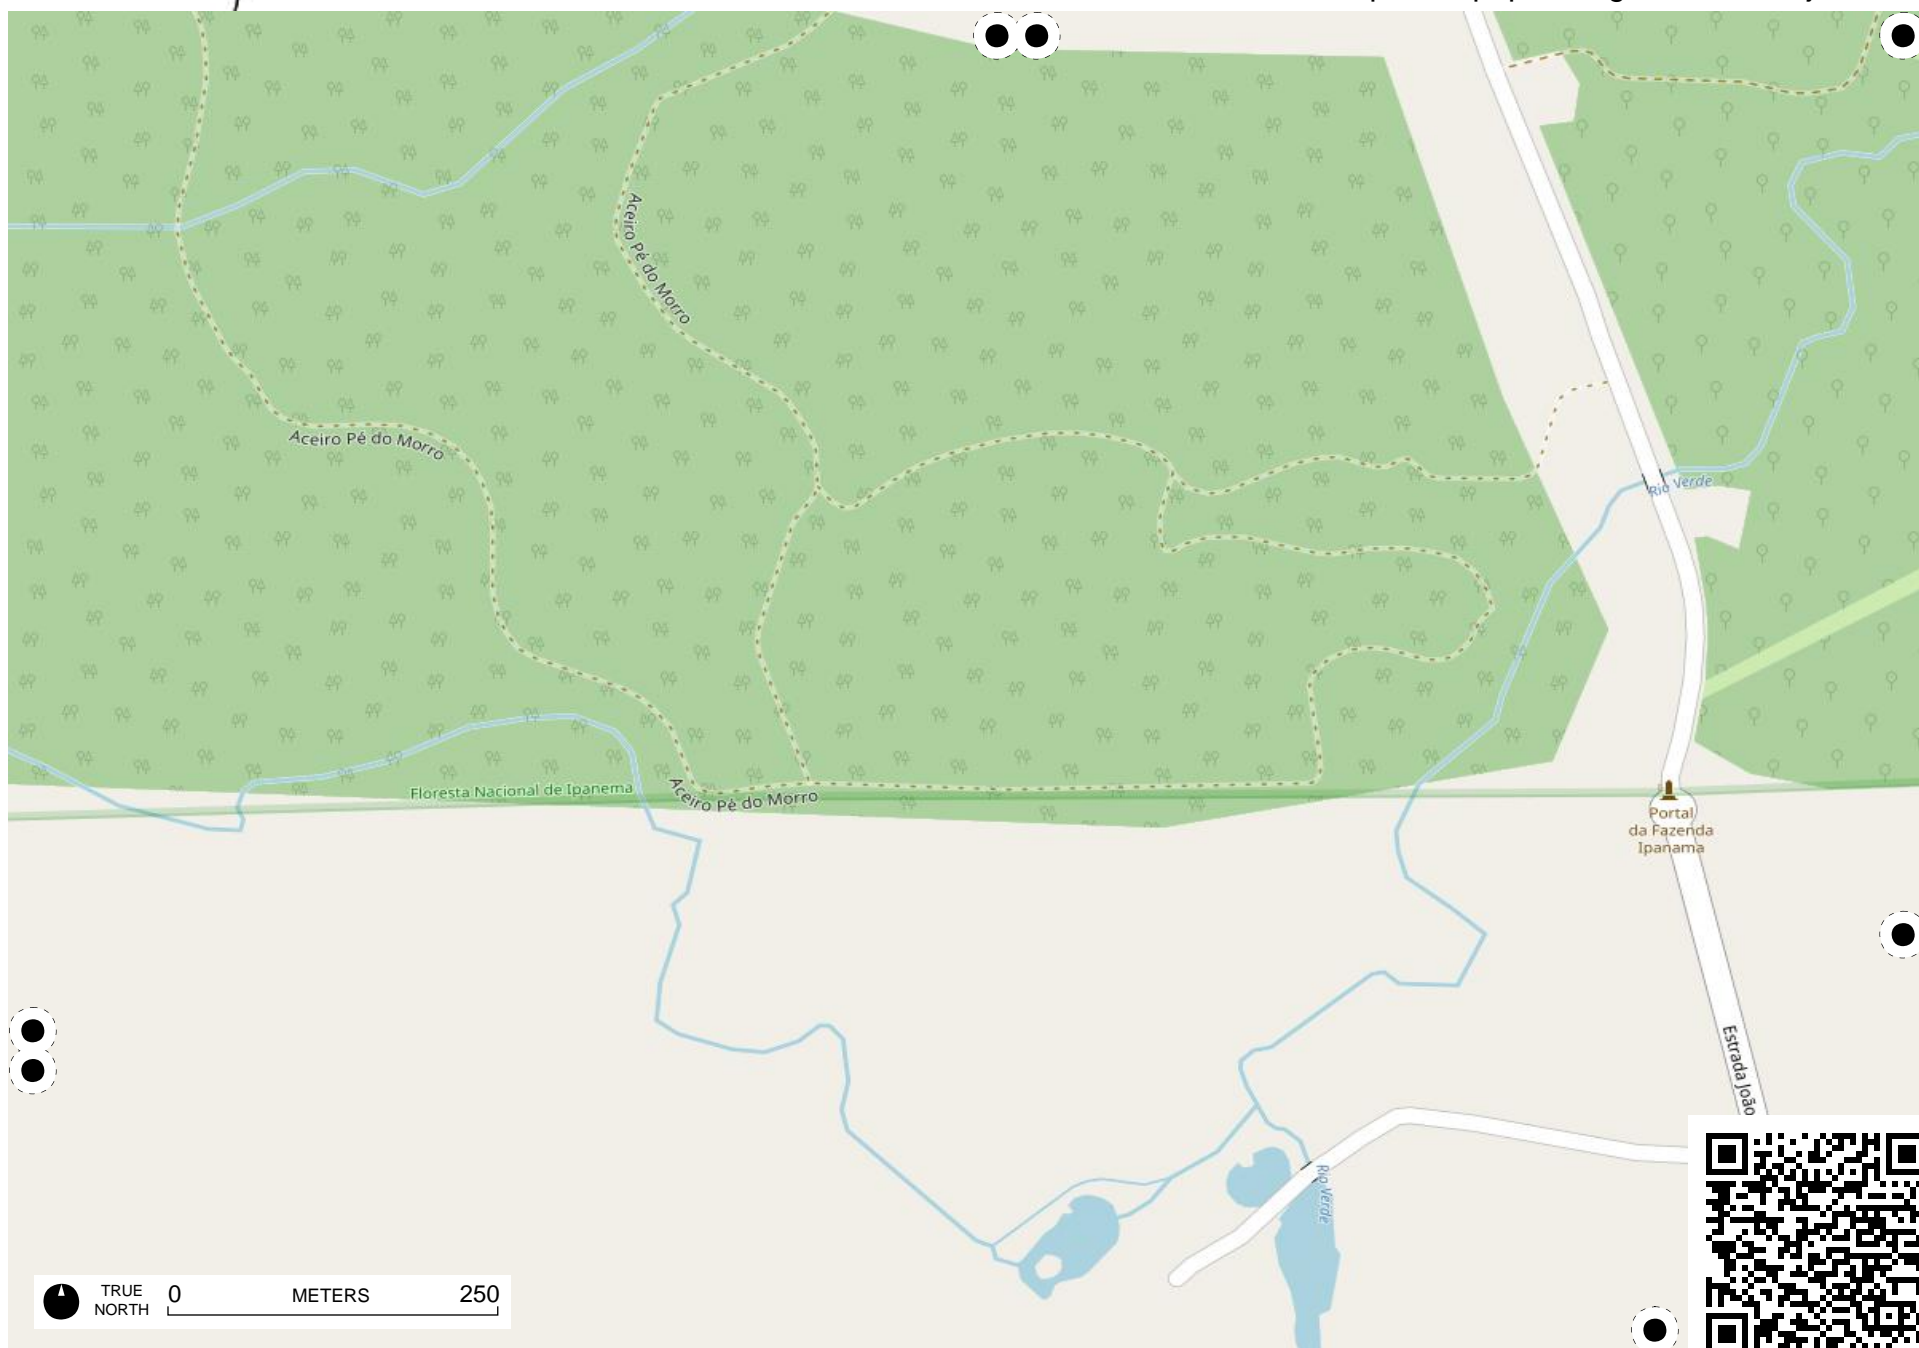 Aceiro Pé do Morro
Aceiro Pé do Morro
Rio Verde
Floresta Nacional de Ipanema
Aceiro Pé do Morro
Portal
da Fazenda
Ipanama
Estrada João
Rio Verde
TRUE
NORTH
0 METERS 250